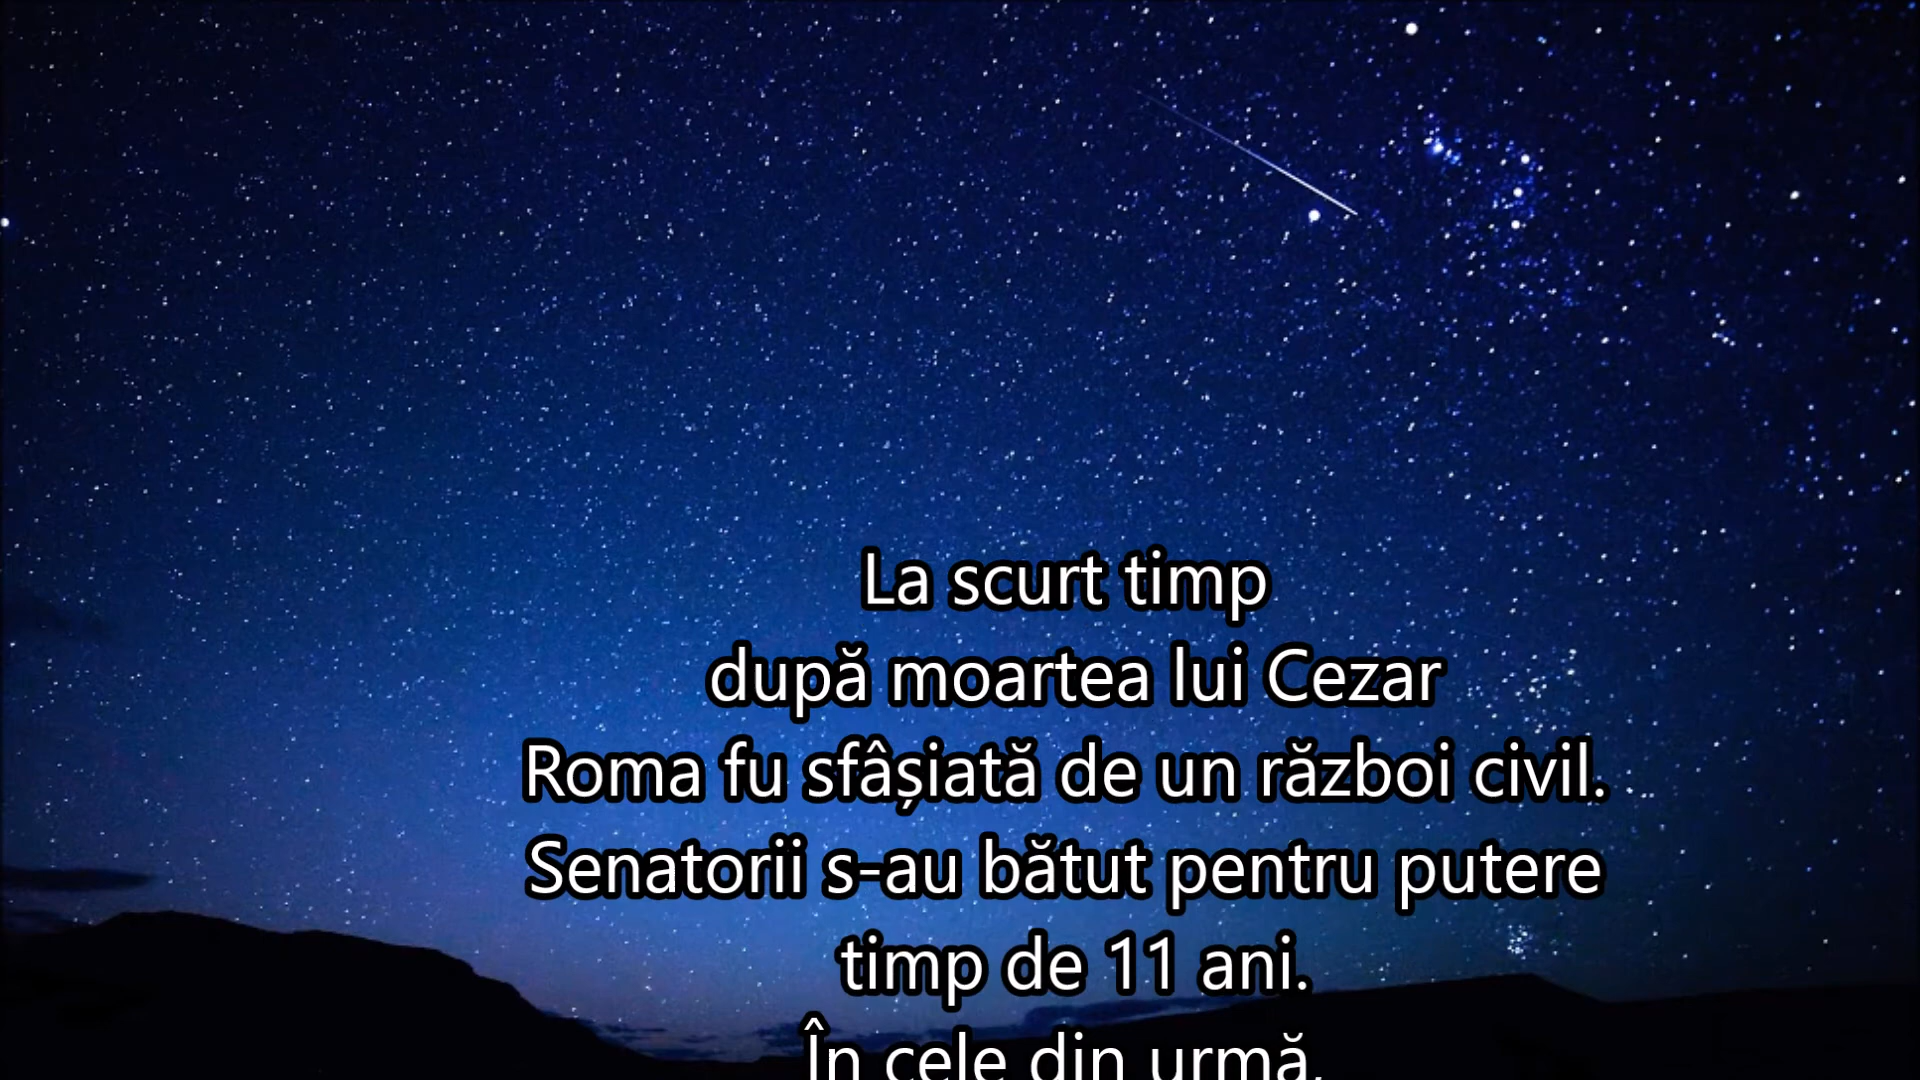 La scurt timp
după moartea lui Cezar
Roma fu sfâșiată de un război civil.
Senatorii s-au bătut pentru putere
timp de 11 ani.
În cele din urmă,